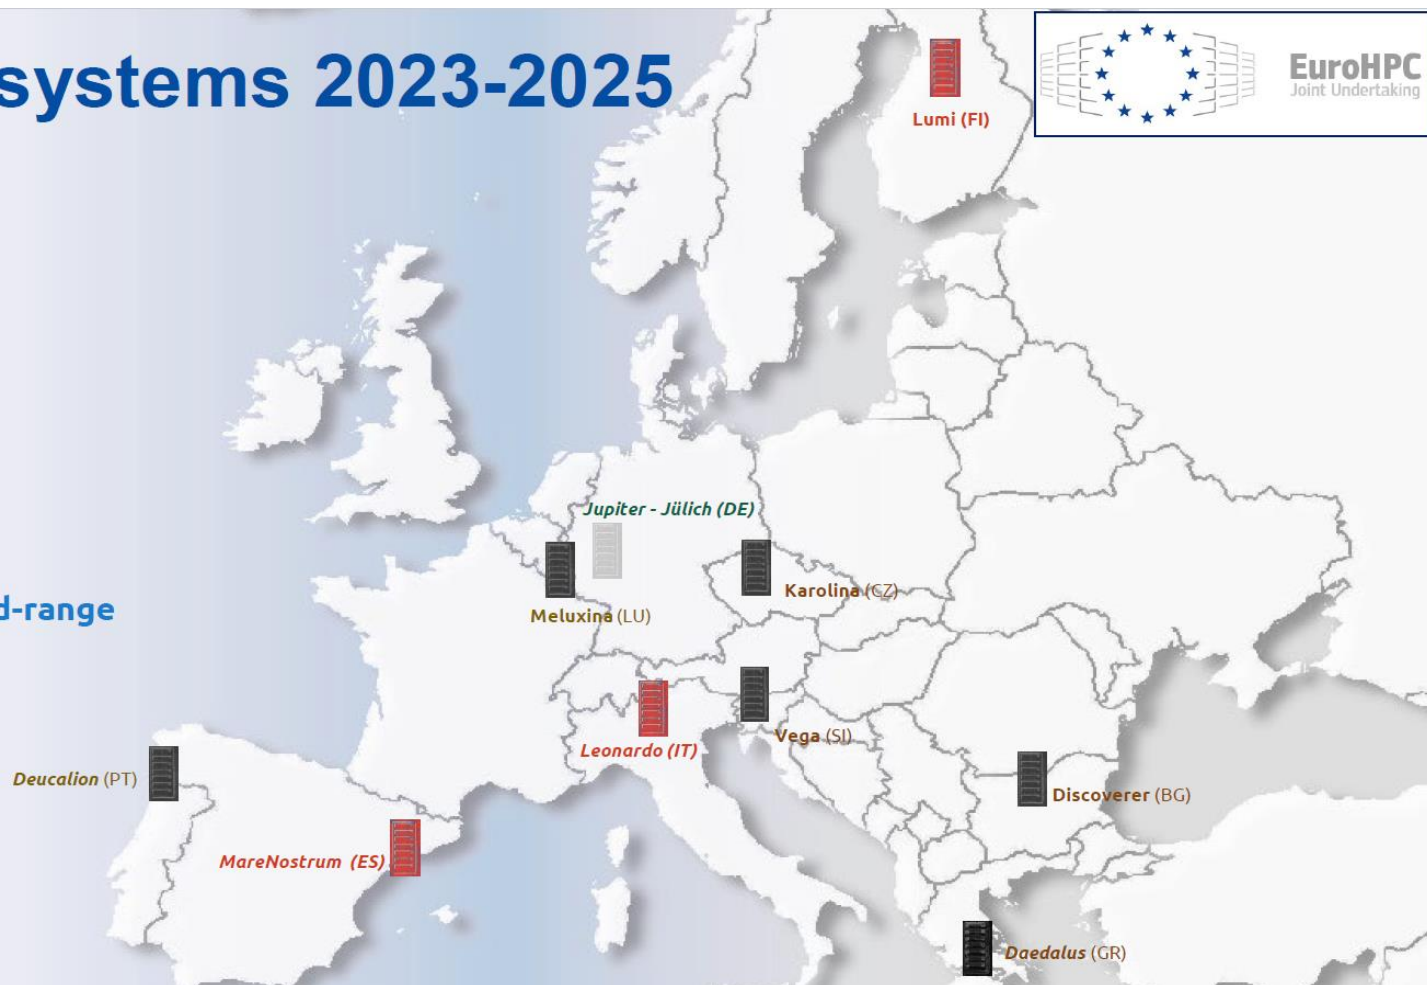 systems 2023-2025
EuroHPC
Joint Undertaking
Lumi (FI)
Jupiter - Jülich (DE)
Karolina (CZ)
d-range
Meluxina (LU)
Vega (SI)
Leonardo (IT)
Deucalion (PT)
Discoverer (BG)
MareNostrum (ES)
Daedalus (GR)